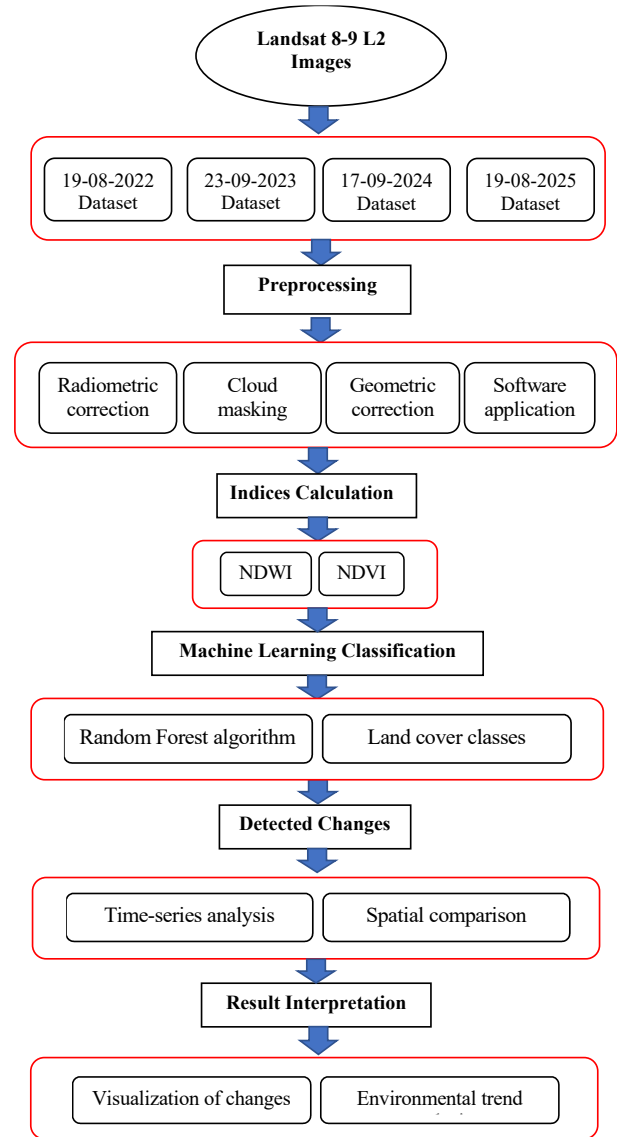 Landsat 8-9 L2
Images
19-08-2022
Dataset
23-09-2023
Dataset
17-09-2024
Dataset
19-08-2025
Dataset
Preprocessing
Radiometric
correction
Cloud
masking
Geometric
correction
Software
application
Indices Calculation
NDWI
NDVI
Machine Learning Classification
Random Forest algorithm
Land cover classes
Detected Changes
Time-series analysis
Spatial comparison
Result Interpretation
Visualization of changes
Environmental trend